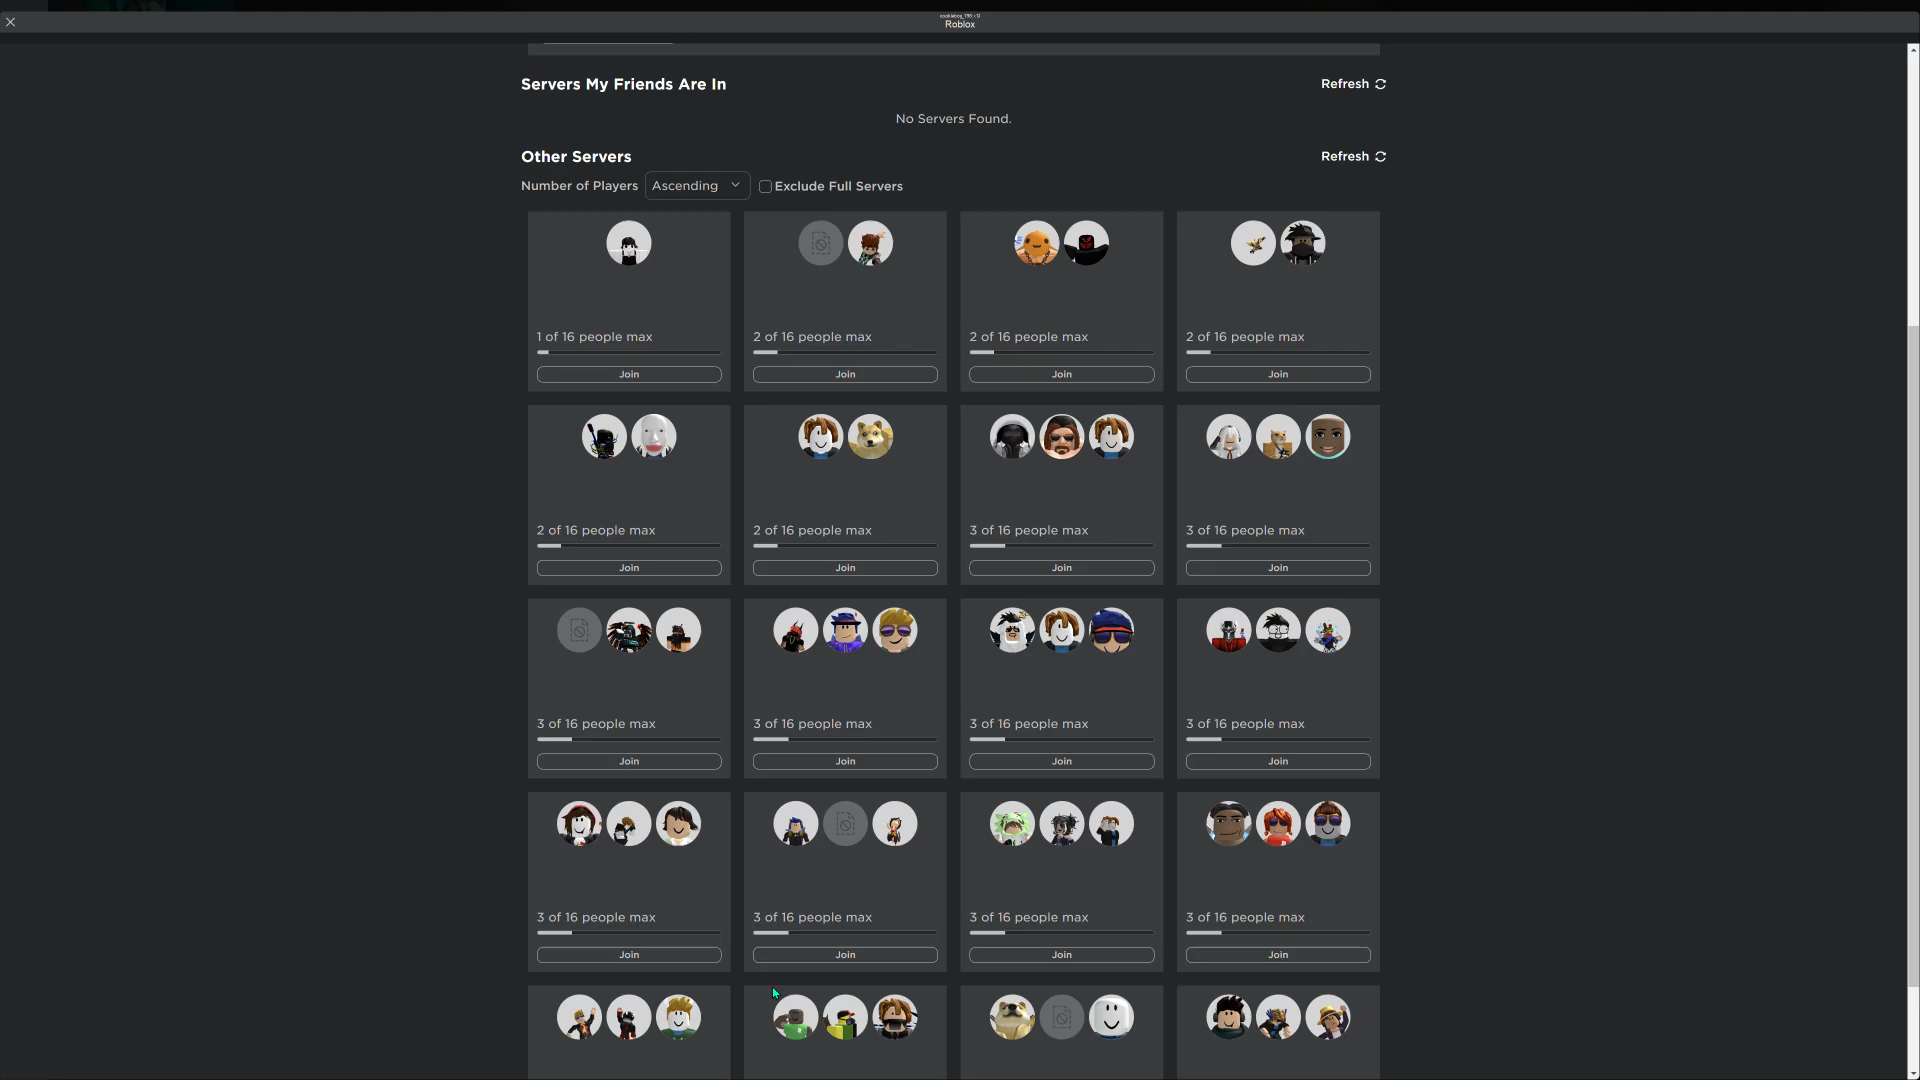 Roblox
Servers My Friends Are In
Refresh
No Servers Found.
Other Servers
Refresh
Number of Players Ascending Exclude Full Servers
1 of 16 people max 2 of 16 people max 2 of 16 people max 2 of 16 people max
Join Join Join Join
2 of 16 people max 2 of 16 people max 3 of 16 people max 3 of 16 people max
Join Join Join Join
3 of 16 people max 3 of 16 people max 3 of 16 people max 3 of 16 people max
Join Join Join Join
3 of 16 people max 3 of 16 people max 3 of 16 people max 3 of 16 people max
Join Join Join Join